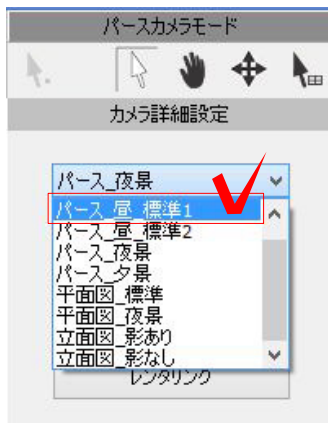 パースカメラモード
カメラ詳細設定
パース_夜景
パース_昼_標準1
パース_昼_標準2
パース_夜景
パース_夕景
平面図_標準
平面図_夜景
立面図_影あり
立面図_影なし
レンダリング